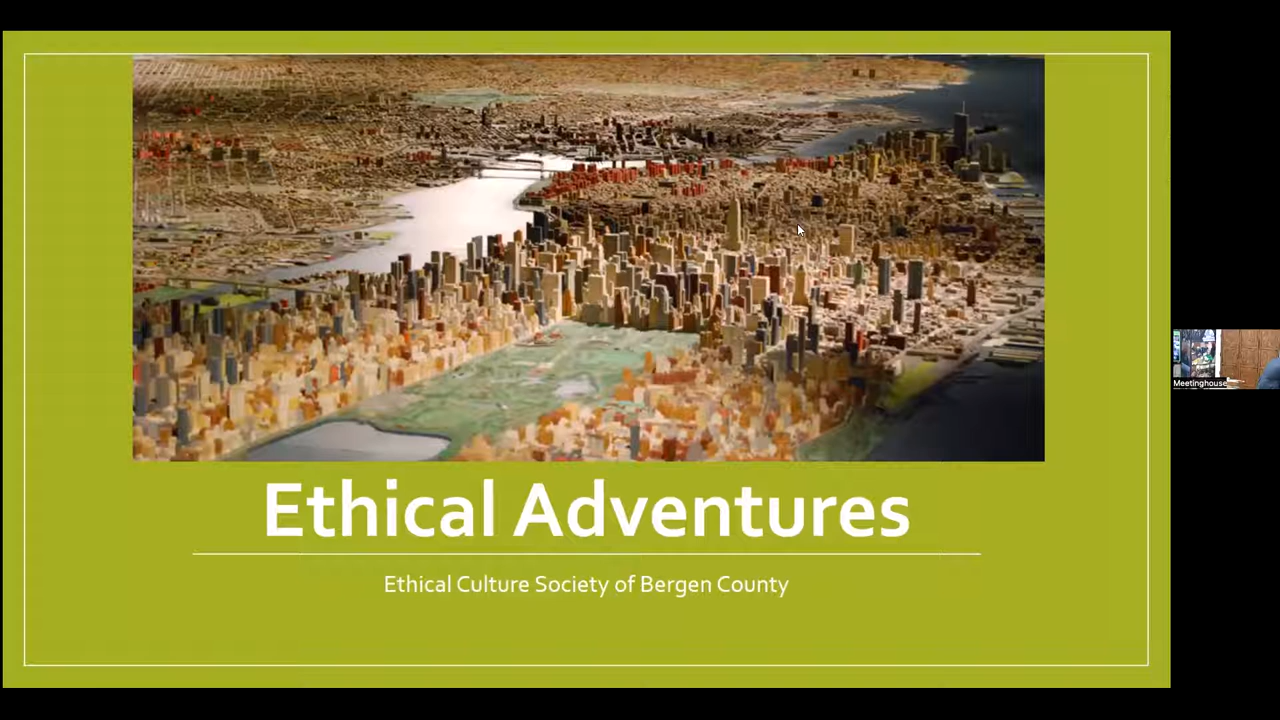 Ethical Adventures
Ethical Culture Society of Bergen County
Meetinghouse